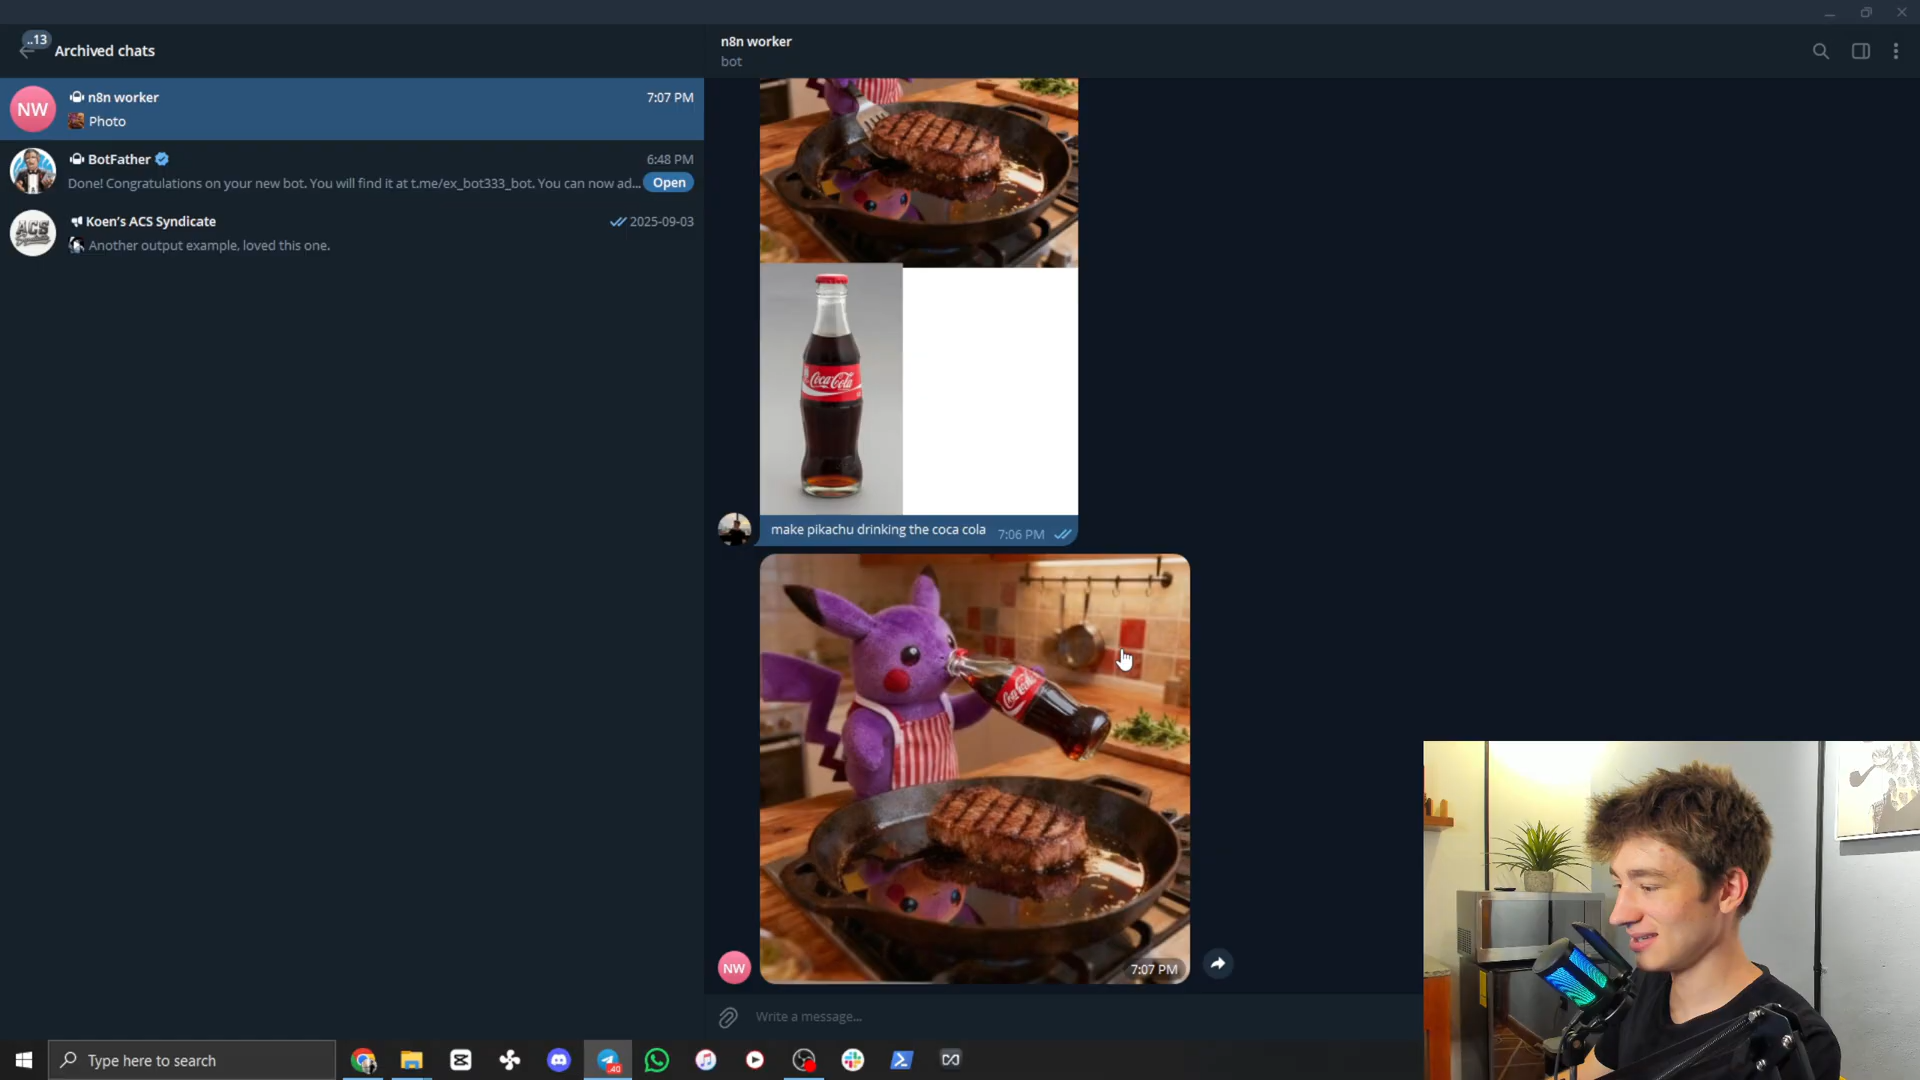 ..13
Archived chats
NW
n8n worker
7:07 PM
Photo
BotFather
6:48 PM
Done! Congratulations on your new bot. You will find it at t.me/ex_bot333_bot. You can now ad...
Open
ACS
Koen's ACS Syndicate
2025-09-03
Another output example, loved this one.
n8n worker
bot
Coca-Cola
make pikachu drinking the coca cola
7:06 PM
Coca-Cola
NW
7:07 PM
Write a message...
Type here to search